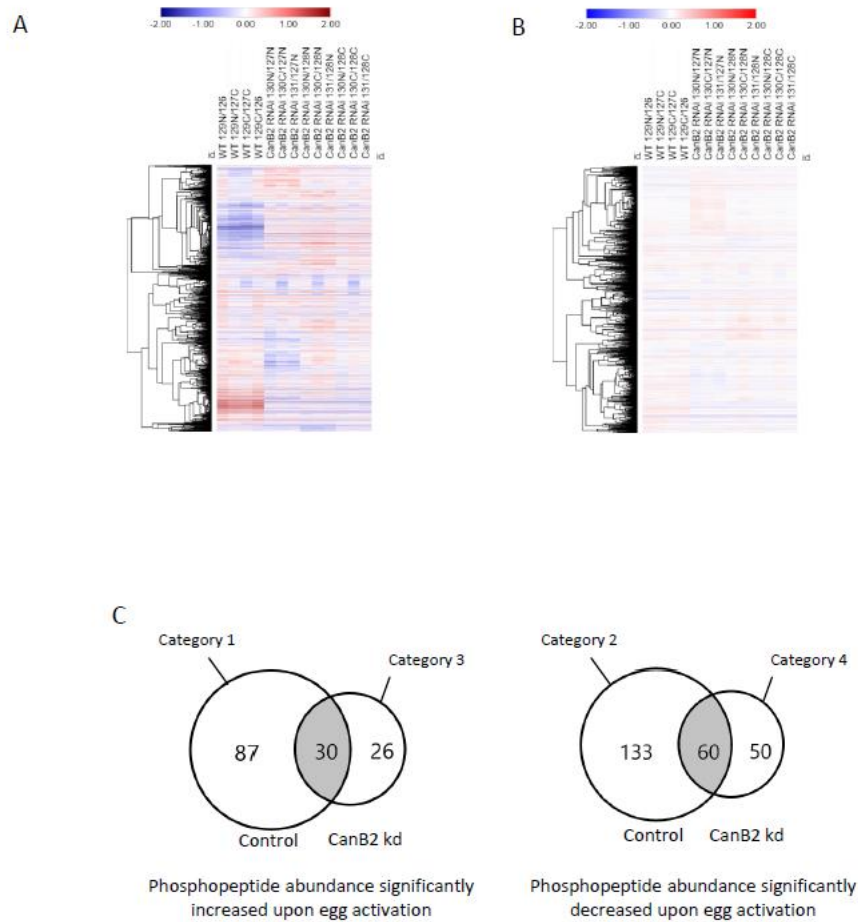 A
-2.00 -1.00 0.00 1.00 2.00
WT 129N/126
WT 129N/127C
WT 129C/127C
WT 129C/126
CanB2 RNAi 130N/127N
CanB2 RNAi 130C/127N
CanB2 RNAi 131/127N
CanB2 RNAi 130N/128N
CanB2 RNAi 130C/128N
CanB2 RNAi 131/128N
CanB2 RNAi 130N/128C
CanB2 RNAi 130C/128C
CanB2 RNAi 131/128C
id
B
-2.00 -1.00 0.00 1.00 2.00
WT 129N/126
WT 129N/127C
WT 129C/127C
WT 129C/126
CanB2 RNAi 130N/127N
CanB2 RNAi 130C/127N
CanB2 RNAi 131/127N
CanB2 RNAi 130N/128N
CanB2 RNAi 130C/128N
CanB2 RNAi 131/128N
CanB2 RNAi 130N/128C
CanB2 RNAi 130C/128C
CanB2 RNAi 131/128C
id
C
Category 1
Category 3
87 30 26
Control CanB2 kd
Phosphopeptide abundance significantly
increased upon egg activation
Category 2
Category 4
133 60 50
Control CanB2 kd
Phosphopeptide abundance significantly
decreased upon egg activation